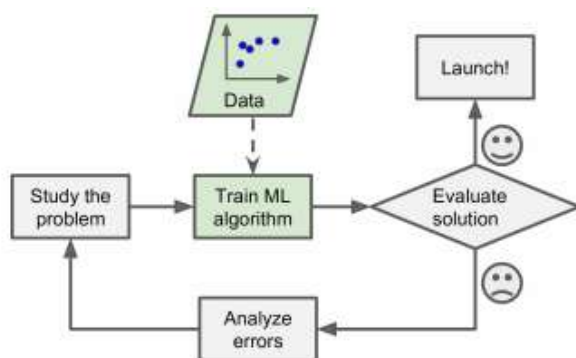 Data
Launch!
Study the
problem
Train ML
algorithm
Evaluate
solution
Analyze
errors